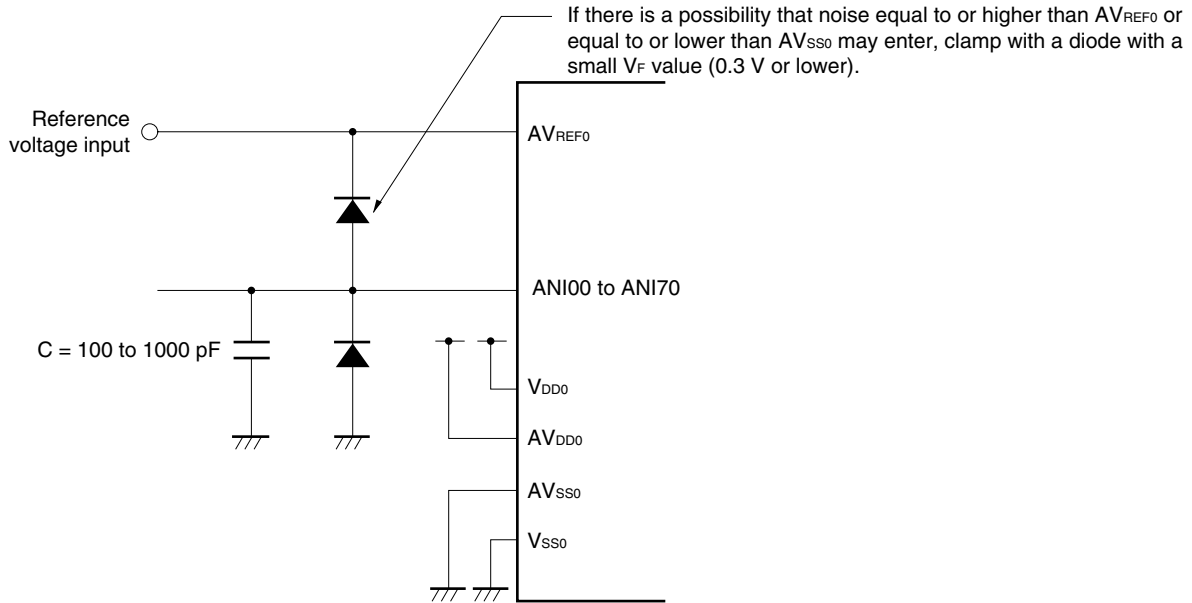 If there is a possibility that noise equal to or higher than AVREF0 or
equal to or lower than AVSS0 may enter, clamp with a diode with a
small VF value (0.3 V or lower).
Reference
voltage input
AVREF0
ANI00 to ANI70
C = 100 to 1000 pF
VDD0
AVDD0
AVSS0
VSS0